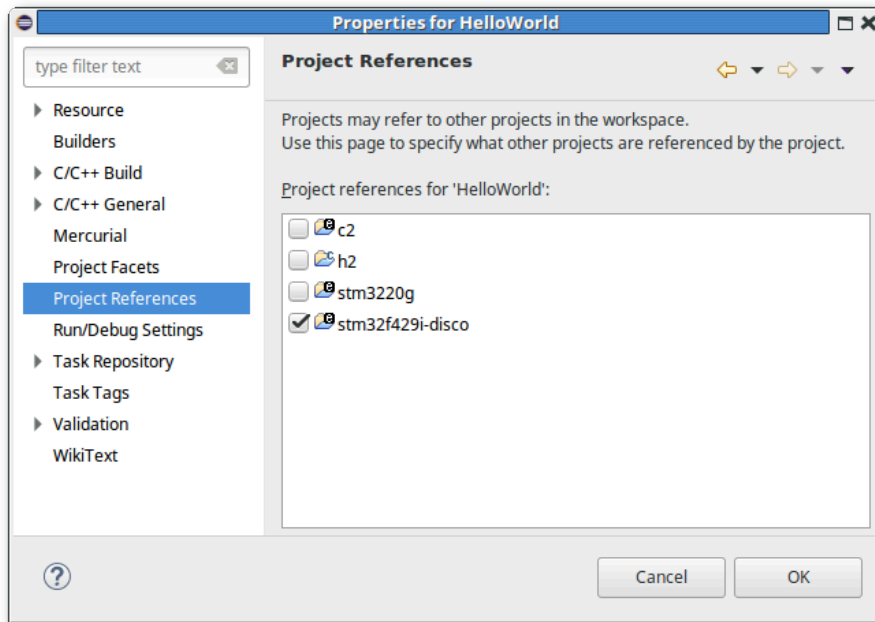 Properties for HelloWorld
type filter text
Resource
Builders
C/C++ Build
C/C++ General
Mercurial
Project Facets
Project References
Run/Debug Settings
Task Repository
Task Tags
Validation
WikiText
Project References
Projects may refer to other projects in the workspace.
Use this page to specify what other projects are referenced by the project.
Project references for 'HelloWorld':
c2
h2
stm3220g
stm32f429i-disco
?
Cancel
OK